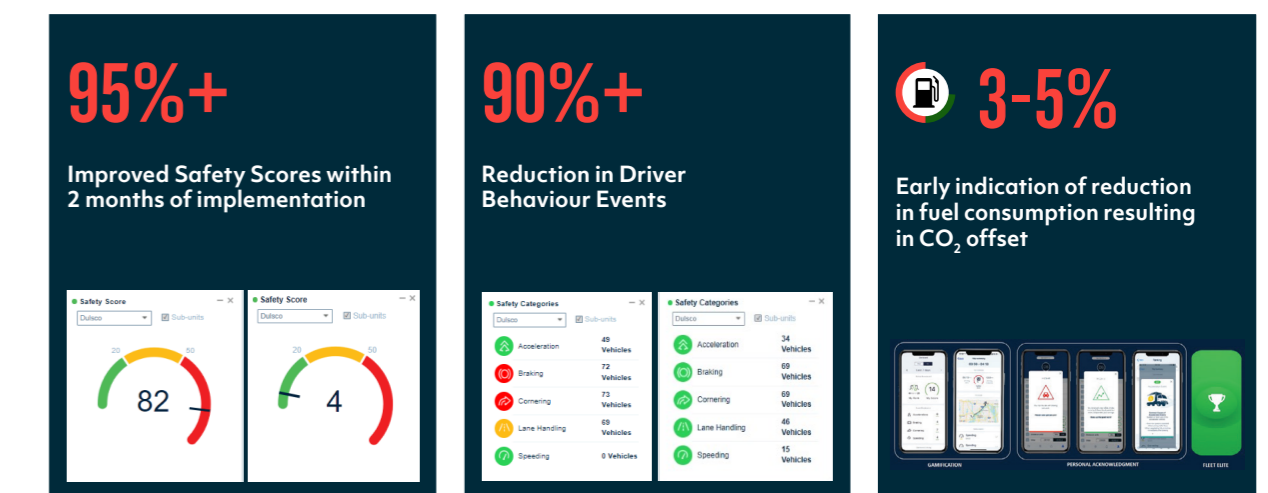 95%+
Improved Safety Scores within
2 months of implementation
Safety Score
Dulsco
Sub-units
20
50
82
Safety Score
Dulsco
Sub-units
20
50
4
90%+
Reduction in Driver
Behaviour Events
Safety Categories
Dulsco
Sub-units
Acceleration
49
Vehicles
Braking
72
Vehicles
Cornering
73
Vehicles
Lane Handling
69
Vehicles
Speeding
0 Vehicles
Safety Categories
Dulsco
Sub-units
Acceleration
34
Vehicles
Braking
69
Vehicles
Cornering
69
Vehicles
Lane Handling
46
Vehicles
Speeding
15
Vehicles
3-5%
Early indication of reduction
in fuel consumption resulting
in CO₂ offset
14
GAMIFICATION
PERSONAL ACKNOWLEDGMENT
FLEET ELITE